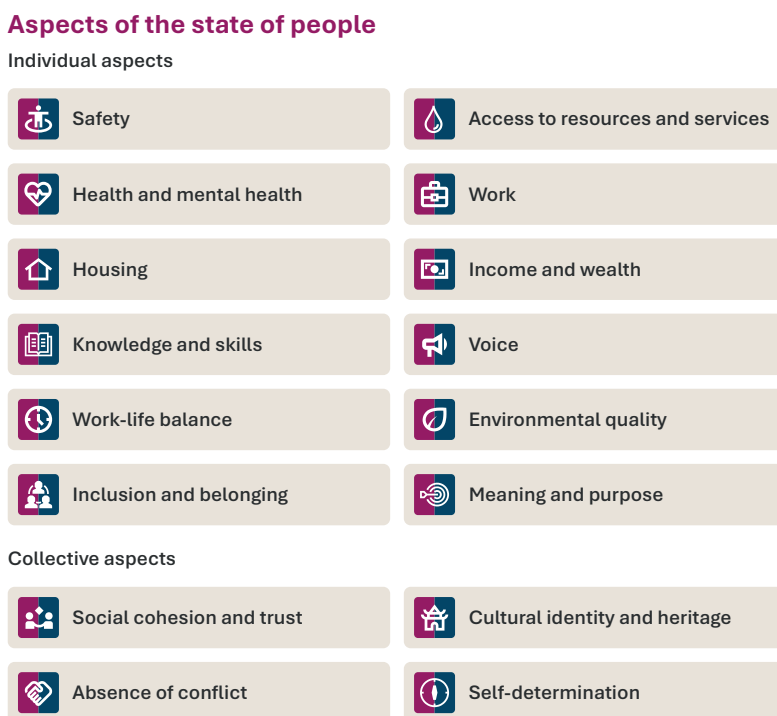 Aspects of the state of people
Individual aspects
Safety
Access to resources and services
Health and mental health
Work
Housing
Income and wealth
Knowledge and skills
Voice
Work-life balance
Environmental quality
Inclusion and belonging
Meaning and purpose
Collective aspects
Social cohesion and trust
Cultural identity and heritage
Absence of conflict
Self-determination